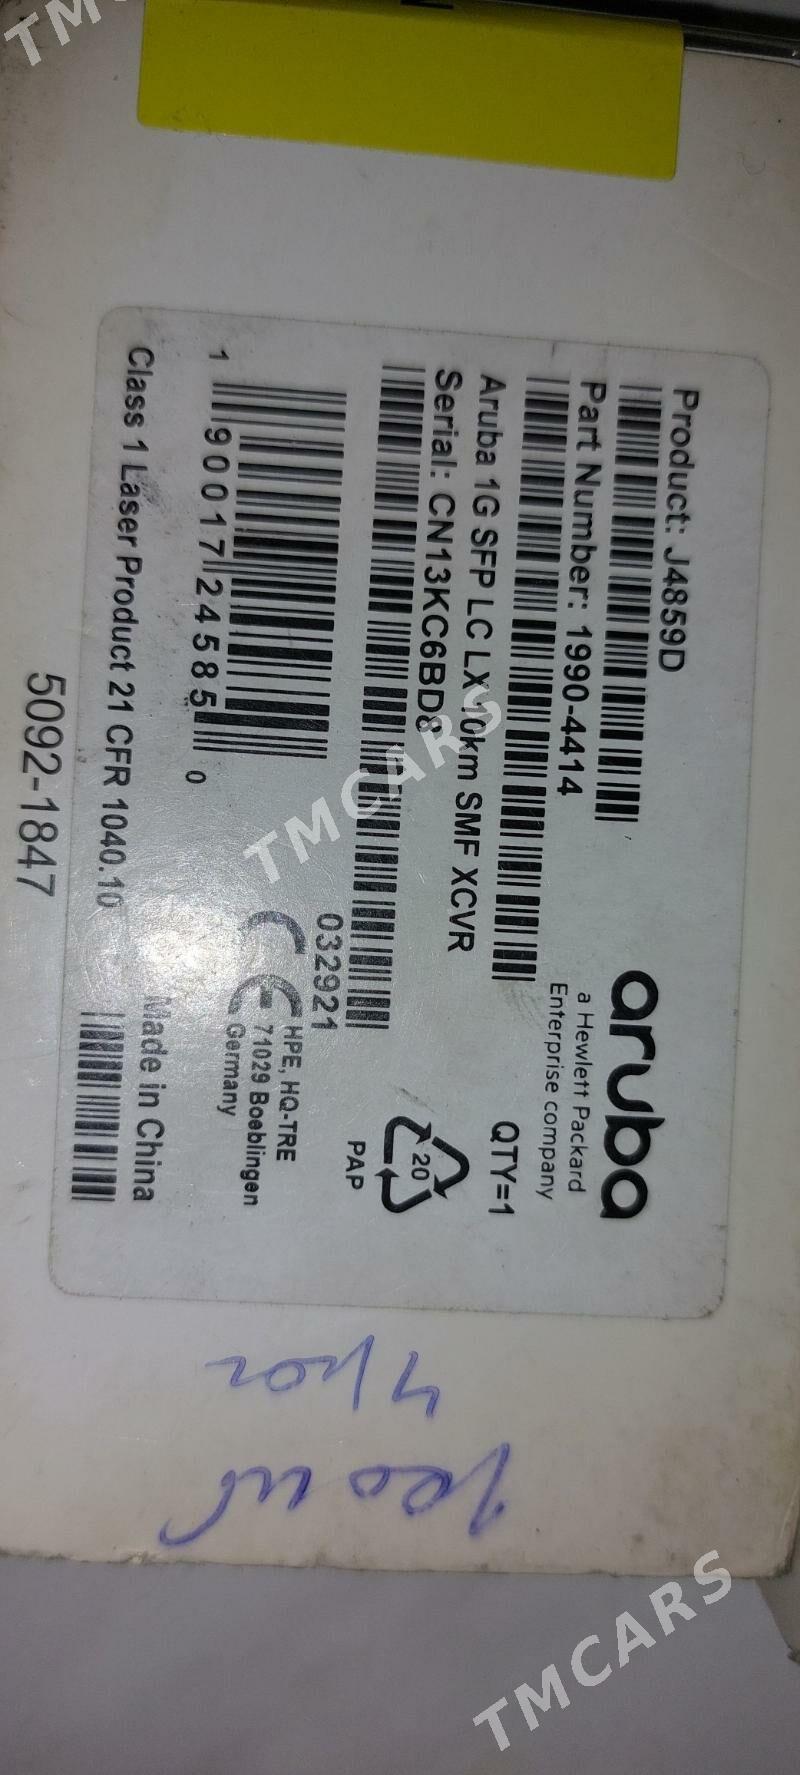 Product: J4859D
Part Number: 1990-4414
Aruba 1G SFP LC LX 10km SMF XCVR
QTY=1
Serial: CN13KC6BD8
1 90017 24585 0
Class 1 Laser Product 21 CFR 1040.10
5092-1847
aruba
a Hewlett Packard
Enterprise company
20
PAP
032921
CE
HPE, HQ-TRE
71029 Boeblingen
Germany
Made in China
TMCARS
TMCARS